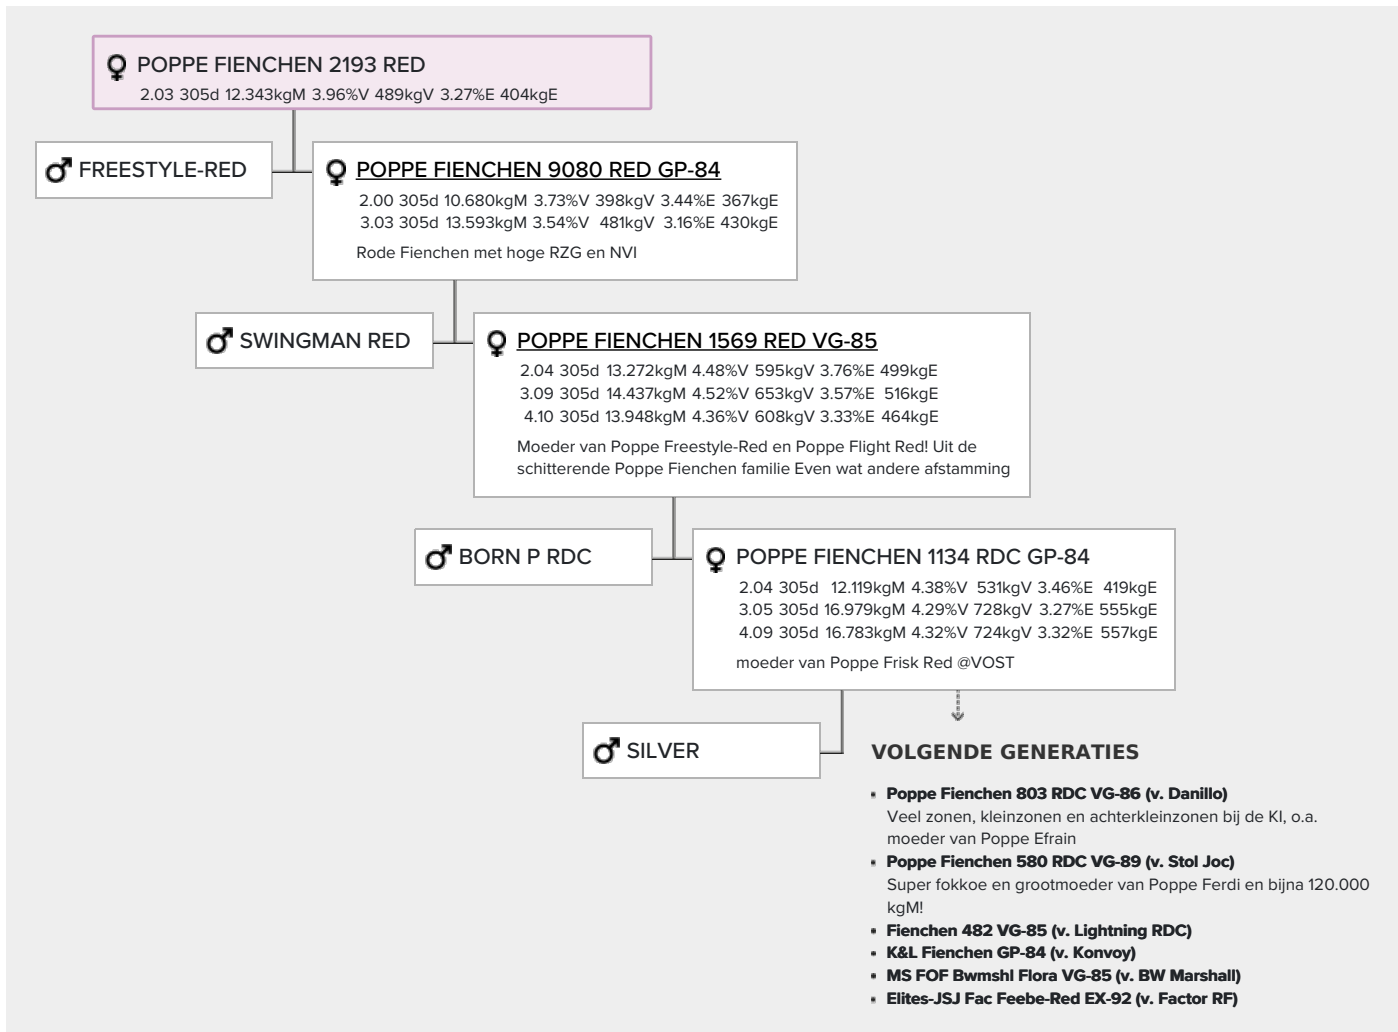 POPPE FIENCHEN 2193 RED
2.03 305d 12.343kgM 3.96%V 489kgV 3.27%E 404kgE
FREESTYLE-RED
POPPE FIENCHEN 9080 RED GP-84
2.00 305d 10.680kgM 3.73%V 398kgV 3.44%E 367kgE
3.03 305d 13.593kgM 3.54%V 481kgV 3.16%E 430kgE
Rode Fienchen met hoge RZG en NVI
SWINGMAN RED
POPPE FIENCHEN 1569 RED VG-85
2.04 305d 13.272kgM 4.48%V 595kgV 3.76%E 499kgE
3.09 305d 14.437kgM 4.52%V 653kgV 3.57%E 516kgE
4.10 305d 13.948kgM 4.36%V 608kgV 3.33%E 464kgE
Moeder van Poppe Freestyle-Red en Poppe Flight Red! Uit de
schitterende Poppe Fienchen familie Even wat andere afstamming
BORN P RDC
POPPE FIENCHEN 1134 RDC GP-84
2.04 305d 12.119kgM 4.38%V 531kgV 3.46%E 419kgE
3.05 305d 16.979kgM 4.29%V 728kgV 3.27%E 555kgE
4.09 305d 16.783kgM 4.32%V 724kgV 3.32%E 557kgE
moeder van Poppe Frisk Red @VOST
SILVER
VOLGENDE GENERATIES
Poppe Fienchen 803 RDC VG-86 (v. Danillo)
Veel zonen, kleinzonen en achterkleinzonen bij de KI, o.a.
moeder van Poppe Efrain
Poppe Fienchen 580 RDC VG-89 (v. Stol Joc)
Super fokkoe en grootmoeder van Poppe Ferdi en bijna 120.000
kgM!
Fienchen 482 VG-85 (v. Lightning RDC)
K&L Fienchen GP-84 (v. Konvoy)
MS FOF Bwmshl Flora VG-85 (v. BW Marshall)
Elites-JSJ Fac Feebe-Red EX-92 (v. Factor RF)